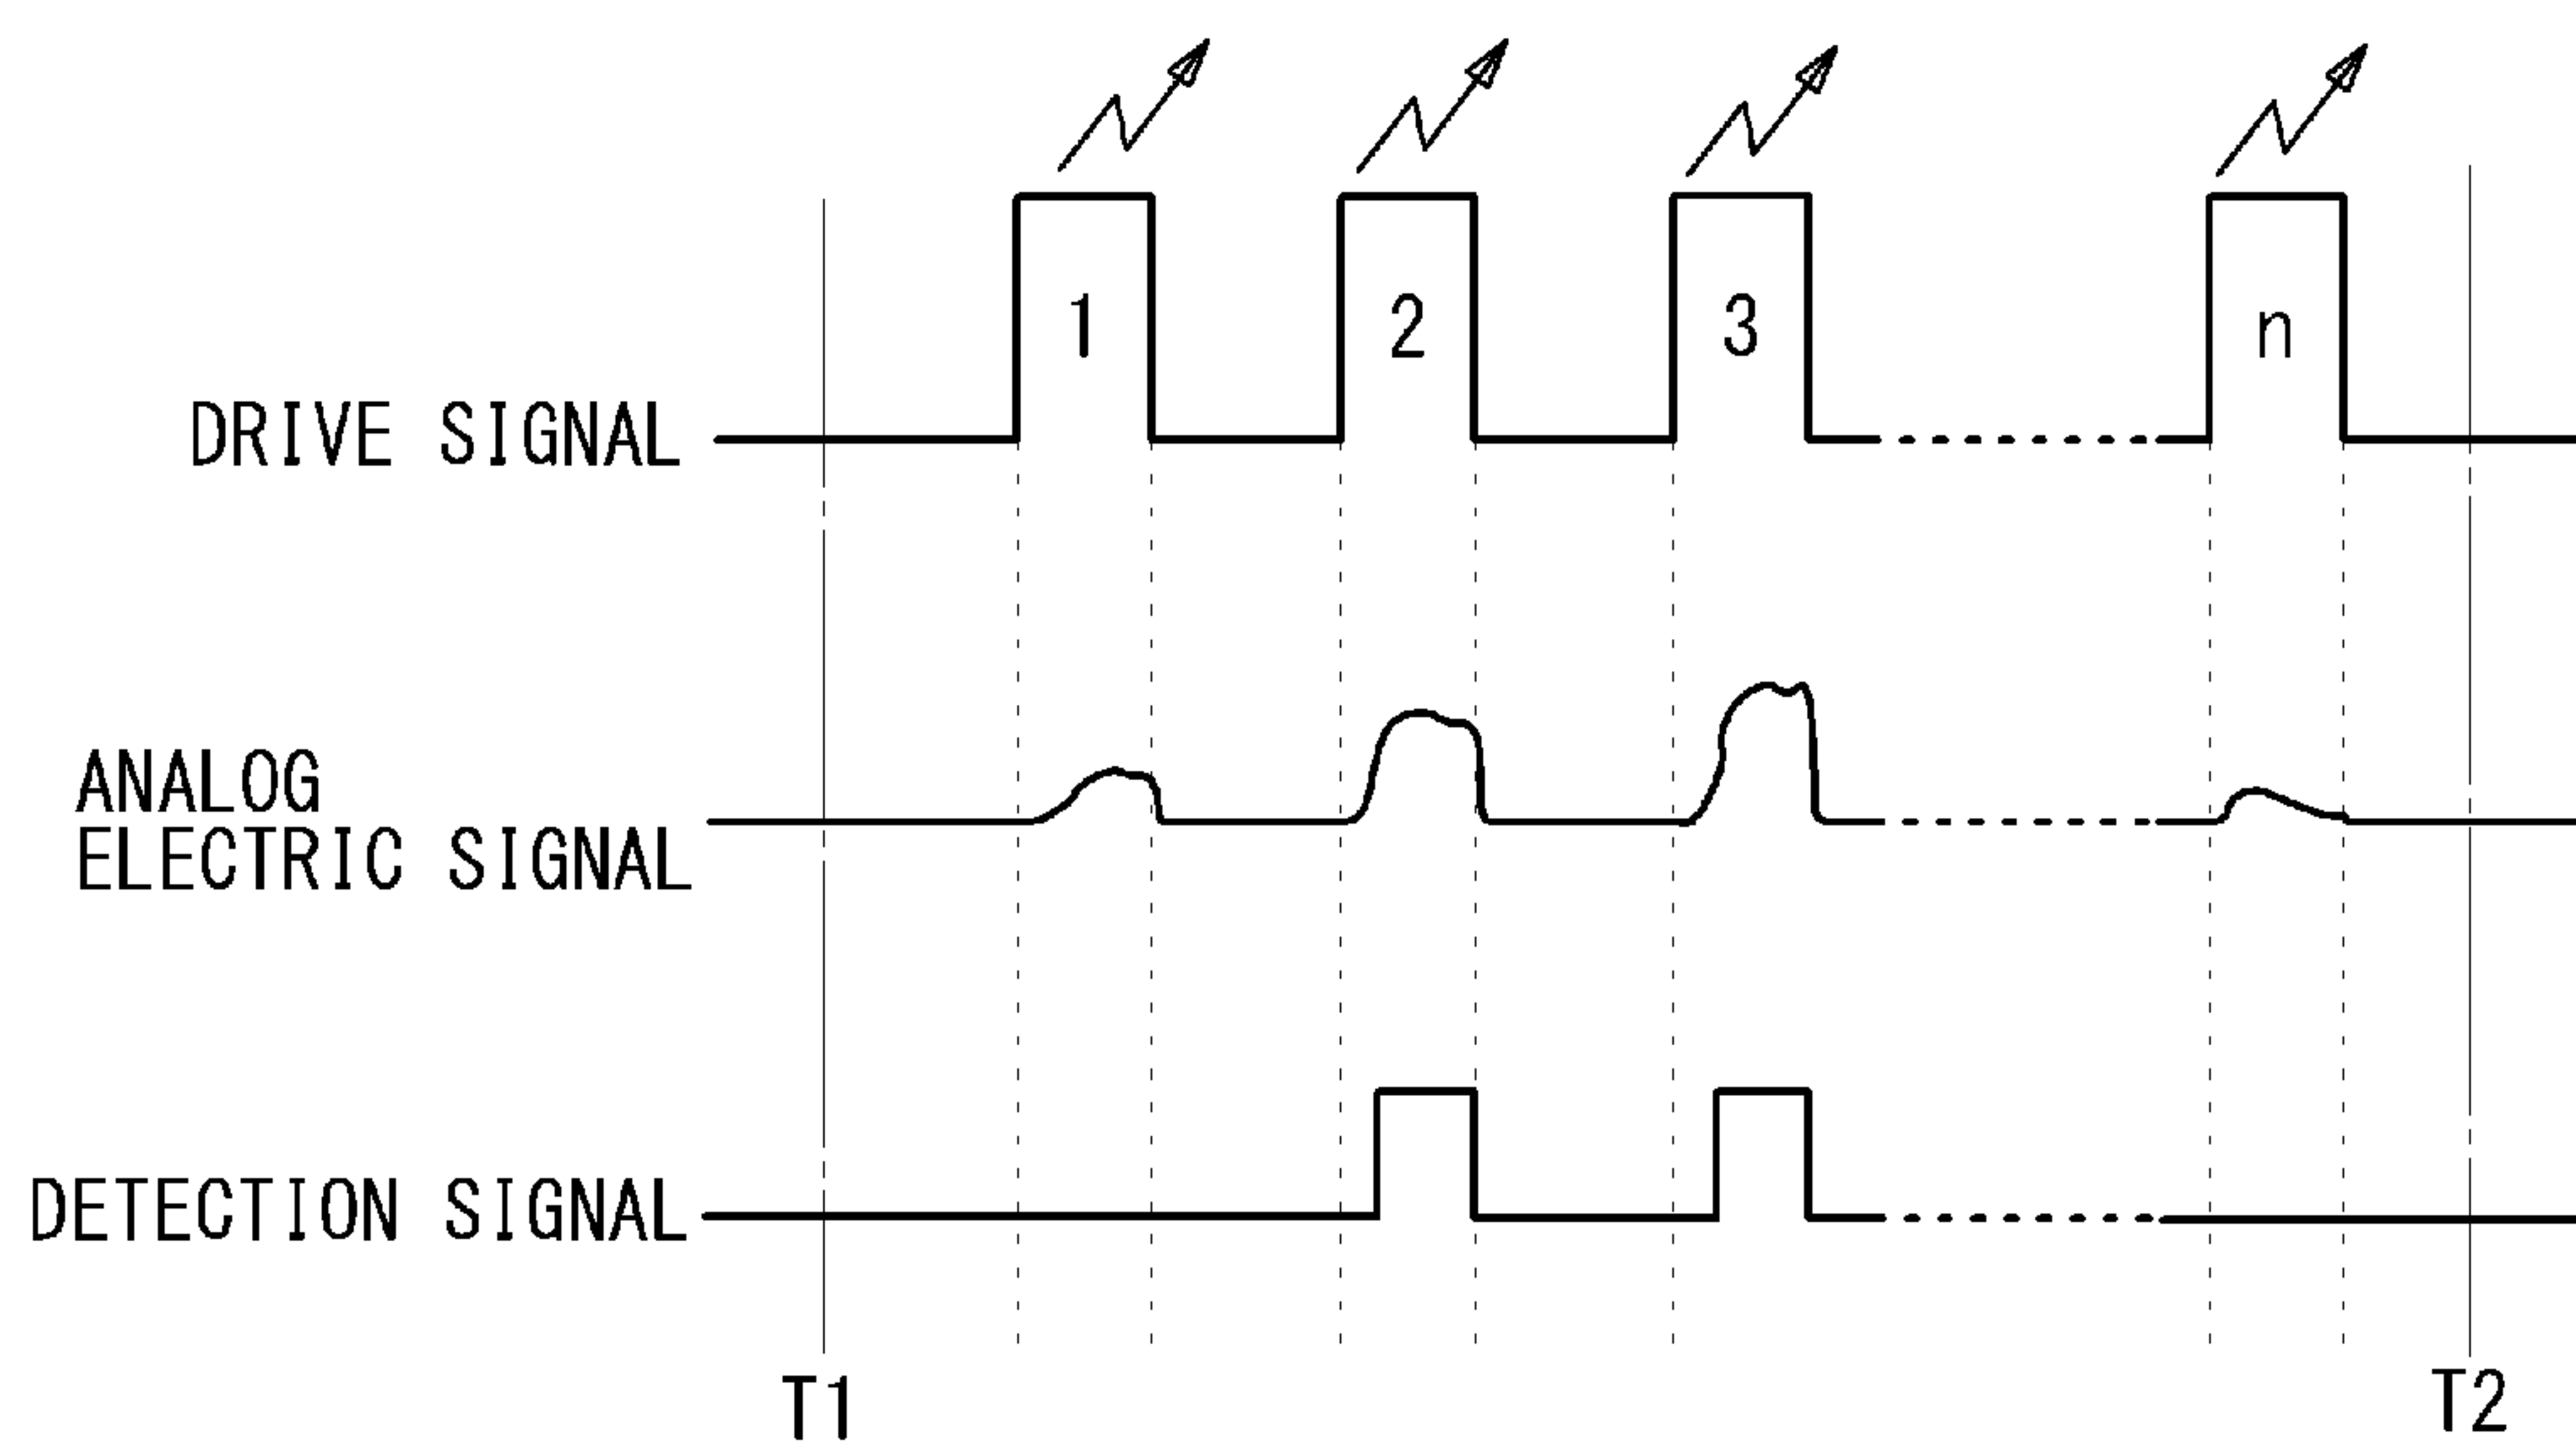 1 2 3 n
DRIVE SIGNAL
ANALOG
ELECTRIC SIGNAL
DETECTION SIGNAL
T1 T2